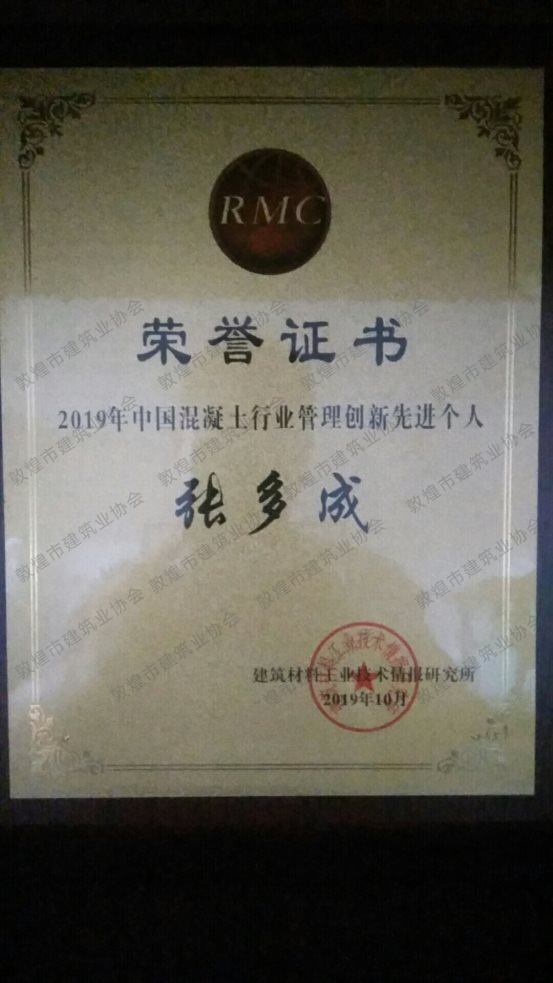 RMC
荣誉证书
2019年中国混凝土行业管理创新先进个人
张多成
建筑材料工业技术情报研究所
2019年10月
敦煌市建筑业协会